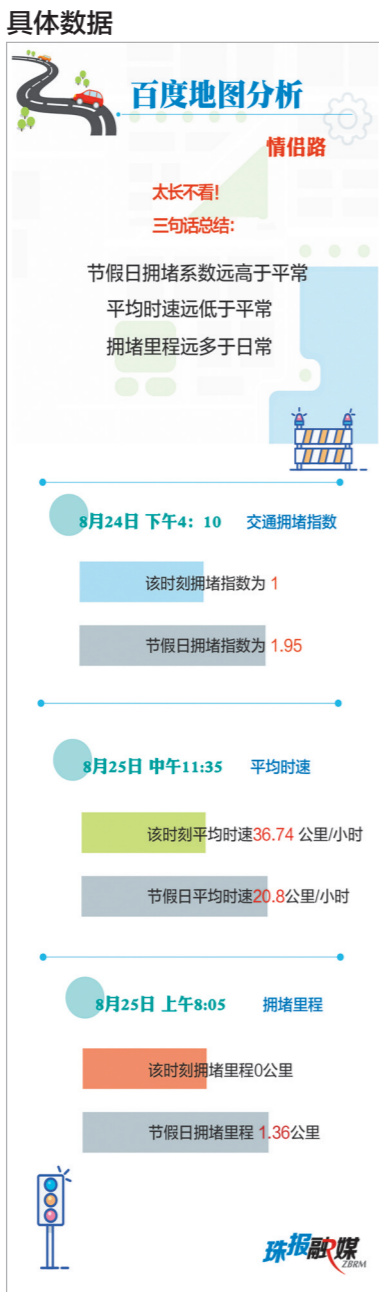 具体数据
百度地图分析
情侣路
太长不看！
三句话总结：
节假日拥堵系数远高于平常
平均时速远低于平常
拥堵里程远多于日常
8月24日 下午4：10 交通拥堵指数
该时刻拥堵指数为 1
节假日拥堵指数为 1.95
8月25日 中午11:35 平均时速
该时刻平均时速36.74 公里/小时
节假日平均时速20.8公里/小时
8月25日 上午8:05 拥堵里程
该时刻拥堵里程0公里
节假日拥堵里程 1.36公里
珠报融媒
ZBRM